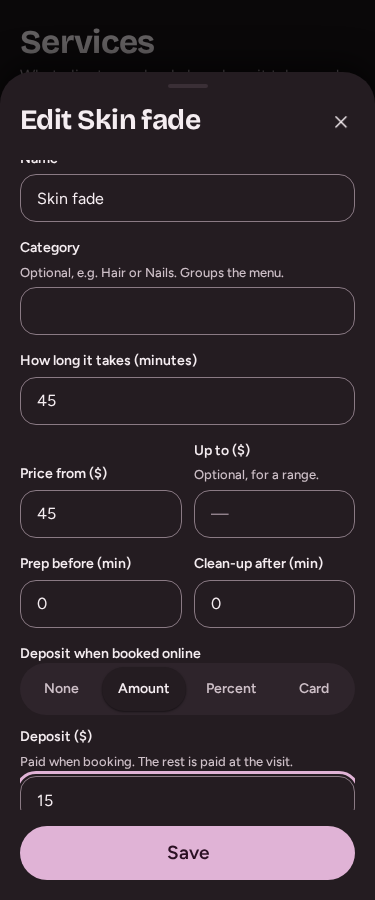 Services
Edit Skin fade
Name
Skin fade
Category
Optional, e.g. Hair or Nails. Groups the menu.
How long it takes (minutes)
45
Price from ($)
45
Up to ($)
Optional, for a range.
—
Prep before (min)
0
Clean-up after (min)
0
Deposit when booked online
None Amount Percent Card
Deposit ($)
Paid when booking. The rest is paid at the visit.
15
Save